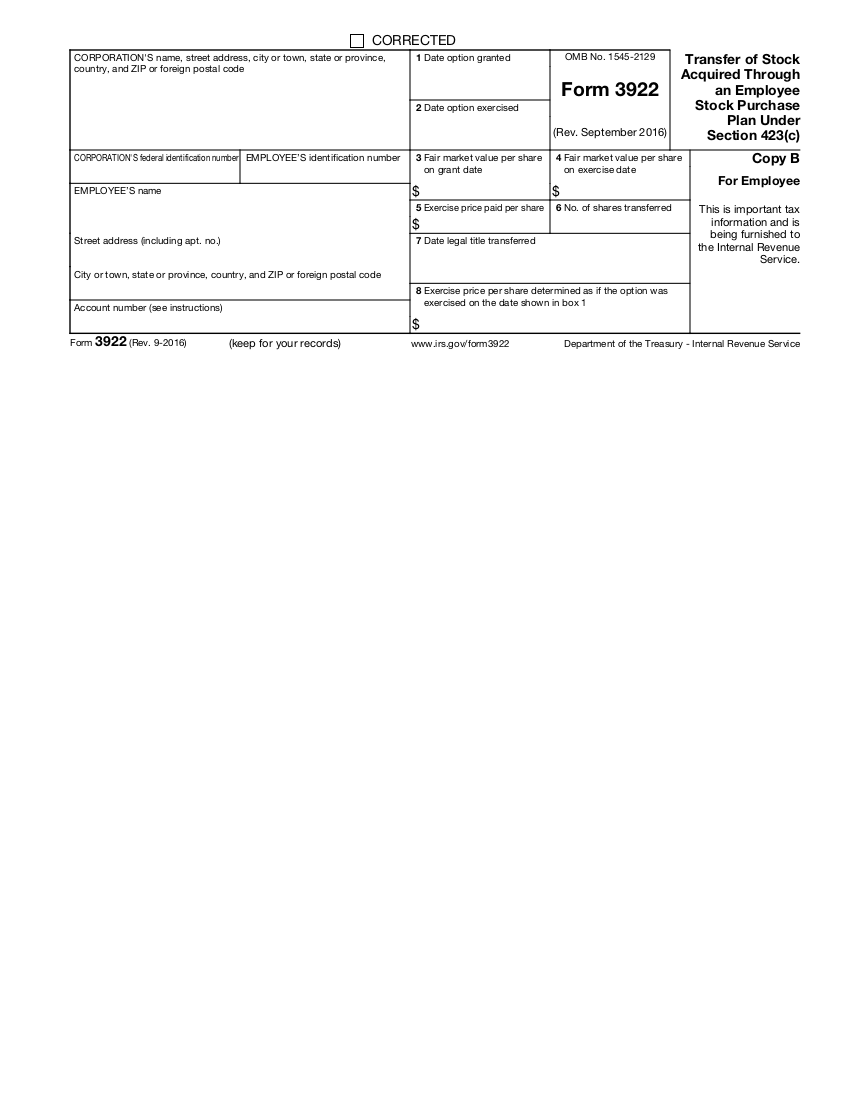 CORRECTED
CORPORATION'S name, street address, city or town, state or province,
country, and ZIP or foreign postal code
1 Date option granted
2 Date option exercised
OMB No. 1545-2129
Form 3922
(Rev. September 2016)
Transfer of Stock
Acquired Through
an Employee
Stock Purchase
Plan Under
Section 423(c)
CORPORATION'S federal identification number
EMPLOYEE'S identification number
3 Fair market value per share
on grant date
$
4 Fair market value per share
on exercise date
$
Copy B
For Employee
This is important tax
information and is
being furnished to
the Internal Revenue
Service.
EMPLOYEE'S name
5 Exercise price paid per share
$
6 No. of shares transferred
Street address (including apt. no.)
7 Date legal title transferred
City or town, state or province, country, and ZIP or foreign postal code
8 Exercise price per share determined as if the option was
exercised on the date shown in box 1
$
Account number (see instructions)
Form 3922 (Rev. 9-2016)
(keep for your records)
www.irs.gov/form3922
Department of the Treasury - Internal Revenue Service